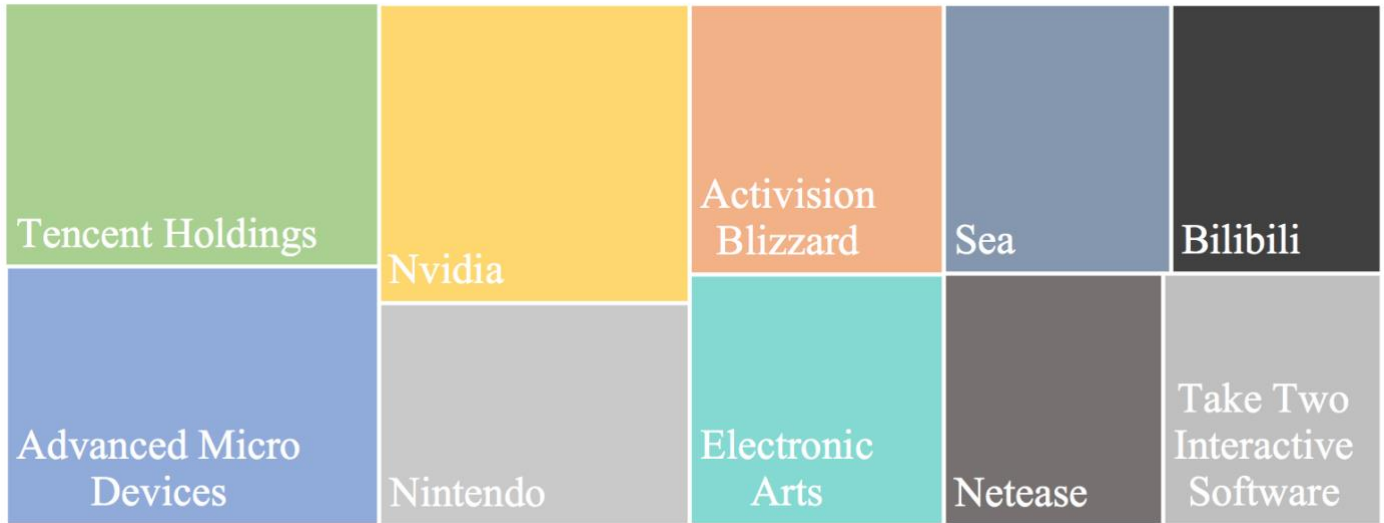 Tencent Holdings
Nvidia
Activision
Blizzard
Sea
Bilibili
Advanced Micro
Devices
Nintendo
Electronic
Arts
Netease
Take Two
Interactive
Software